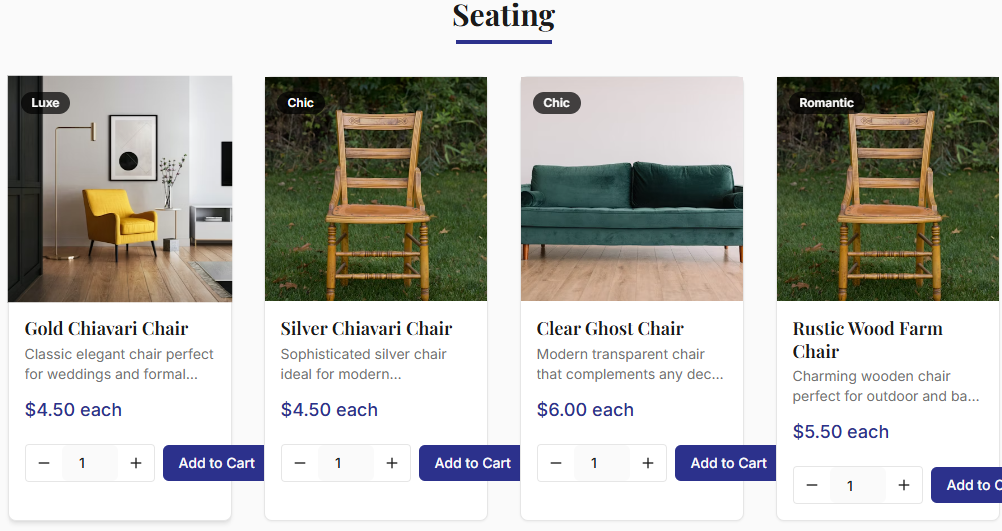 Seating
Luxe
Gold Chiavari Chair
Classic elegant chair perfect
for weddings and formal...
$4.50 each
− 1 + Add to Cart
Chic
Silver Chiavari Chair
Sophisticated silver chair
ideal for modern...
$4.50 each
− 1 + Add to Cart
Chic
Clear Ghost Chair
Modern transparent chair
that complements any dec...
$6.00 each
− 1 + Add to Cart
Romantic
Rustic Wood Farm
Chair
Charming wooden chair
perfect for outdoor and ba...
$5.50 each
− 1 + Add to C